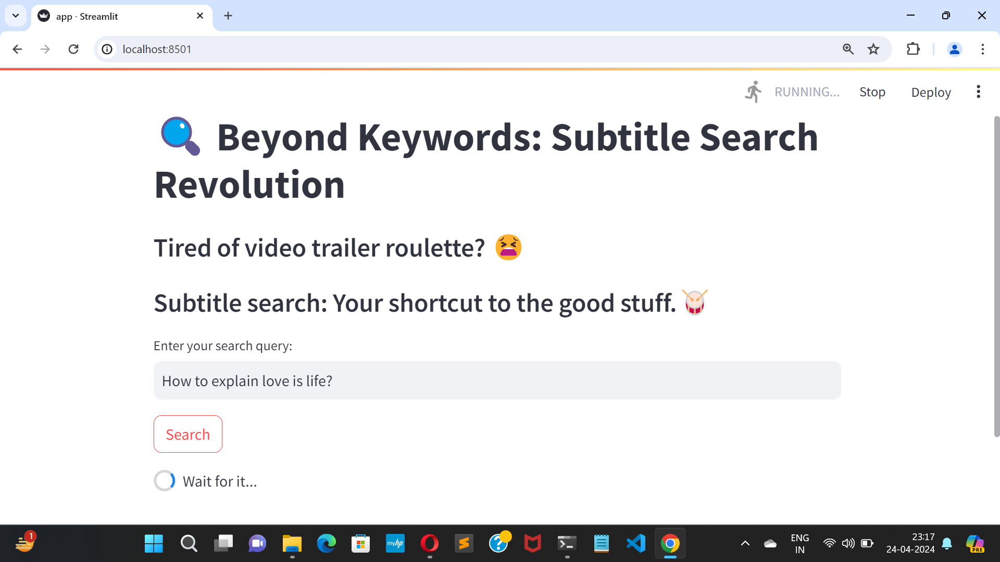 app · Streamlit
localhost:8501
RUNNING...
Stop
Deploy
Beyond Keywords: Subtitle Search
Revolution
Tired of video trailer roulette?
Subtitle search: Your shortcut to the good stuff.
Enter your search query:
How to explain love is life?
Search
Wait for it...
1
myhp
ENG
IN
23:17
24-04-2024
PRE